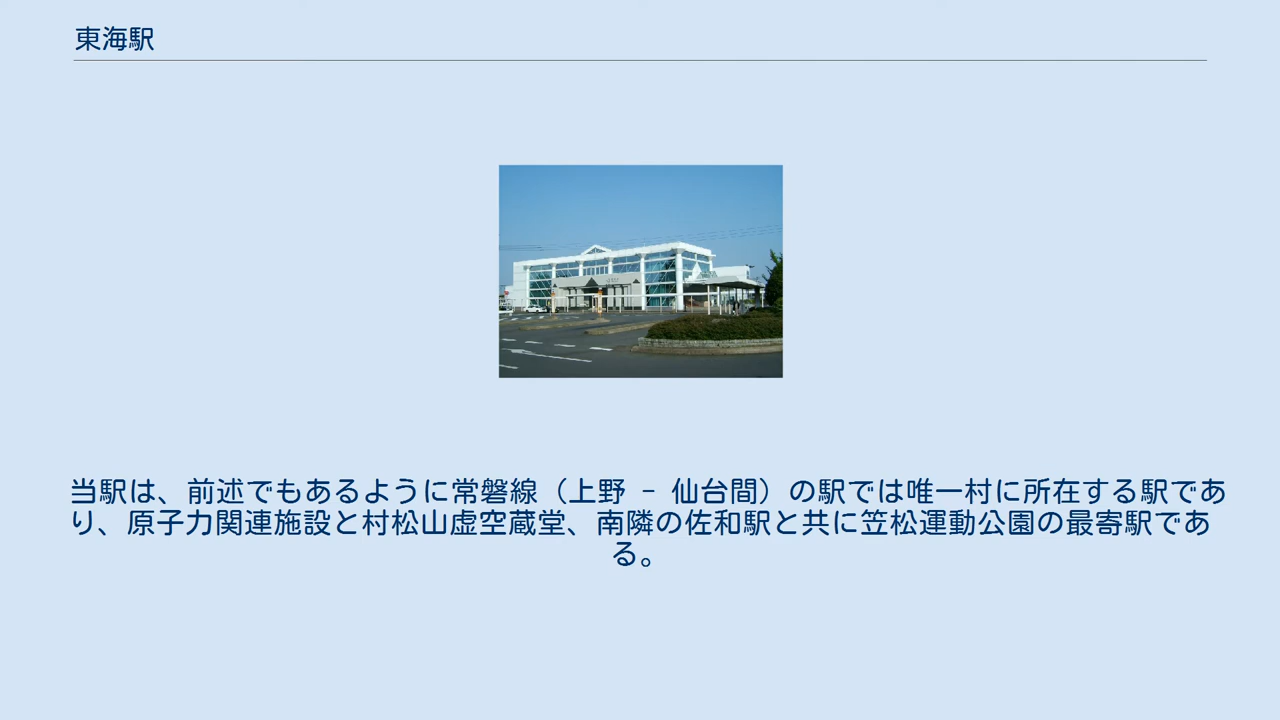 東海駅
当駅は、前述でもあるように常磐線（上野 – 仙台間）の駅では唯一村に所在する駅であ
り、原子力関連施設と村松山虚空蔵堂、南隣の佐和駅と共に笠松運動公園の最寄駅であ
る。